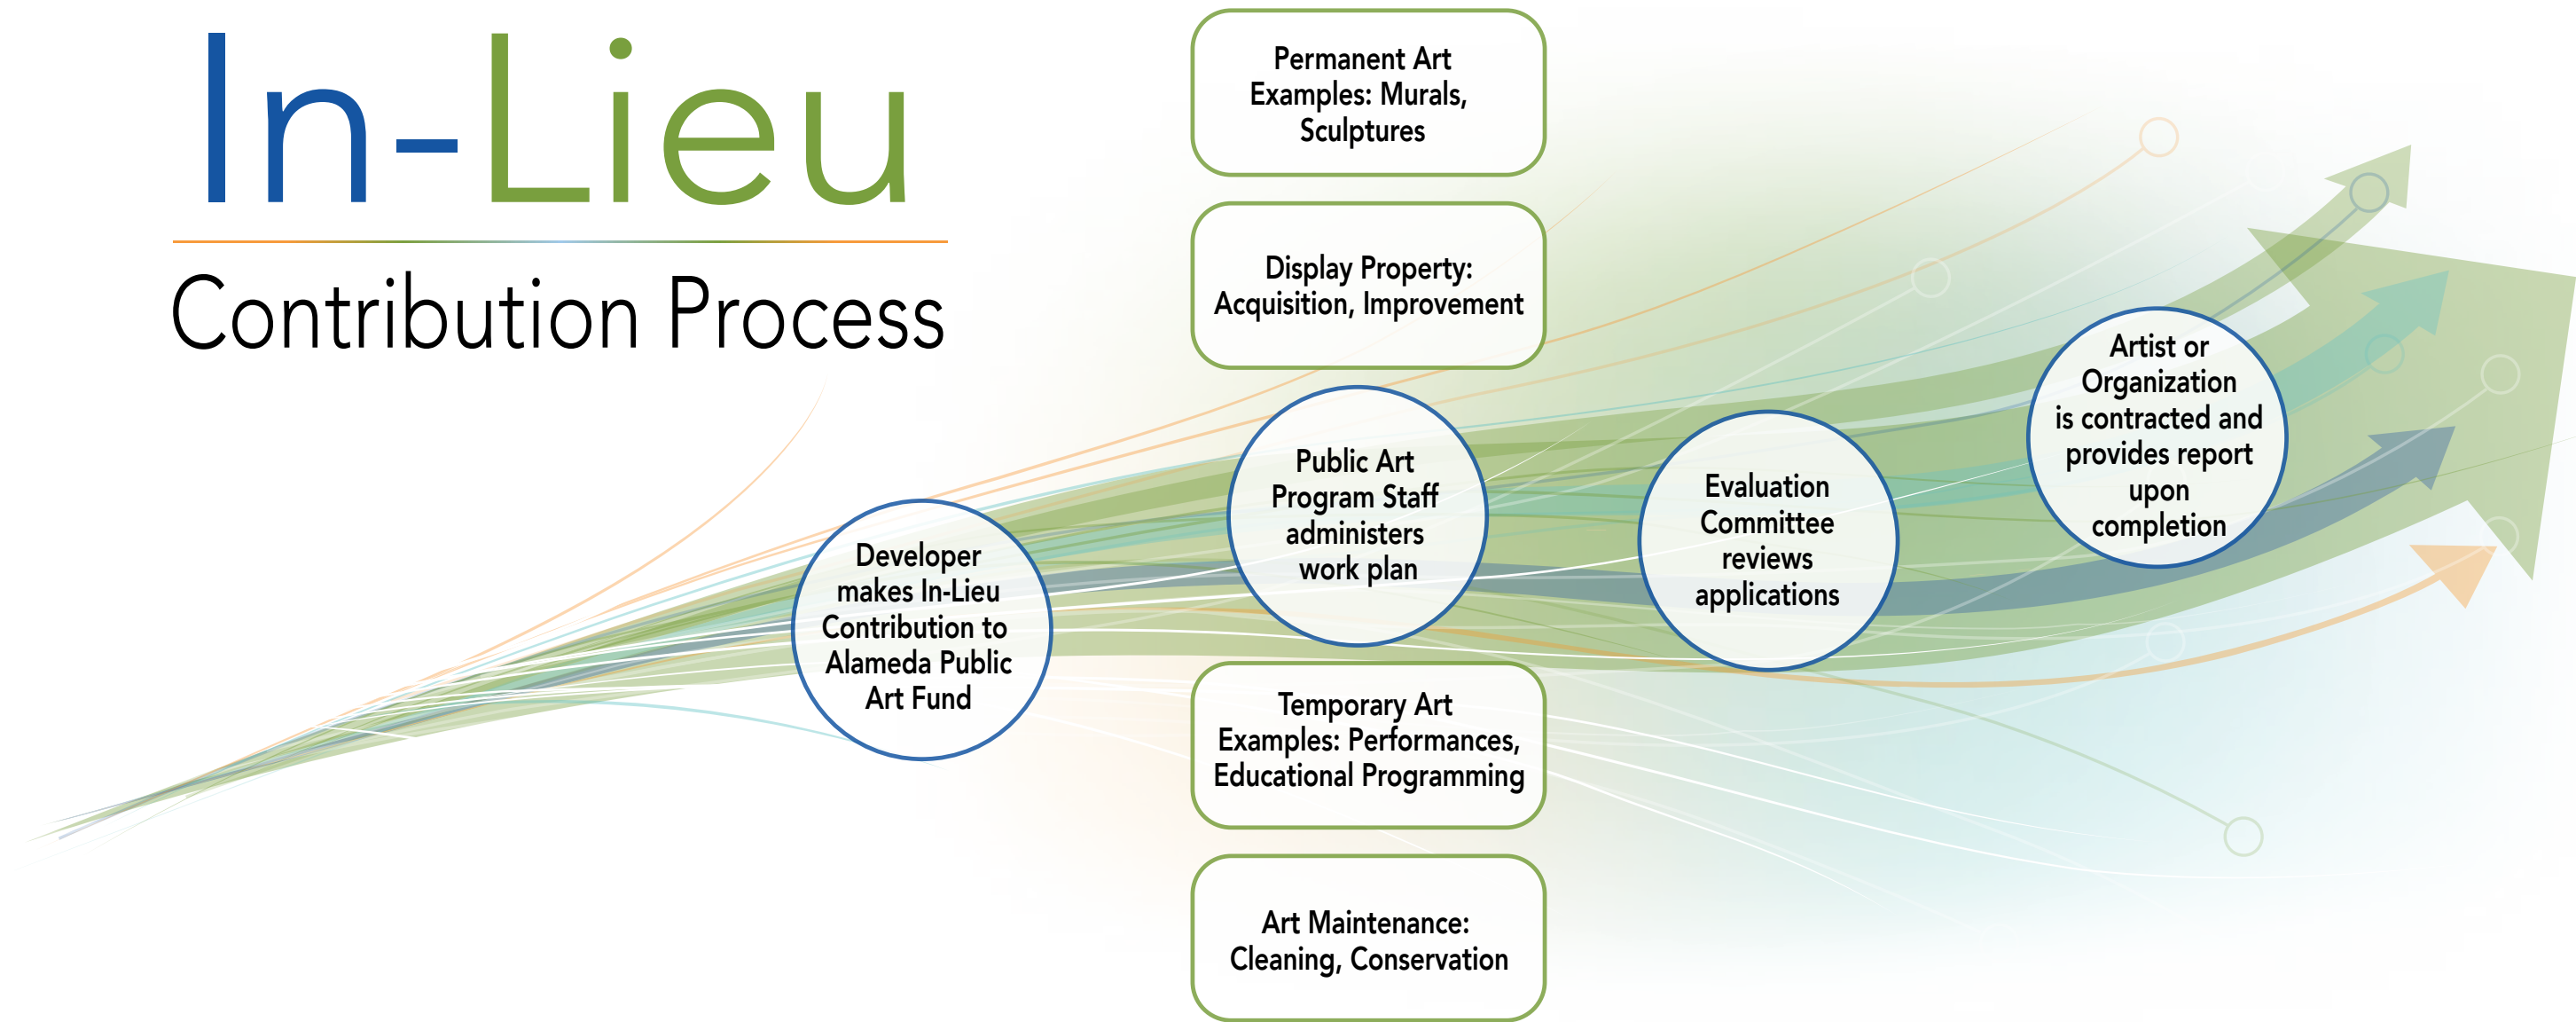 In-Lieu
Contribution Process
Developer
makes In-Lieu
Contribution to
Alameda Public
Art Fund
Permanent Art
Examples: Murals,
Sculptures
Display Property:
Acquisition, Improvement
Public Art
Program Staff
administers
work plan
Temporary Art
Examples: Performances,
Educational Programming
Art Maintenance:
Cleaning, Conservation
Evaluation
Committee
reviews
applications
Artist or
Organization
is contracted and
provides report
upon
completion